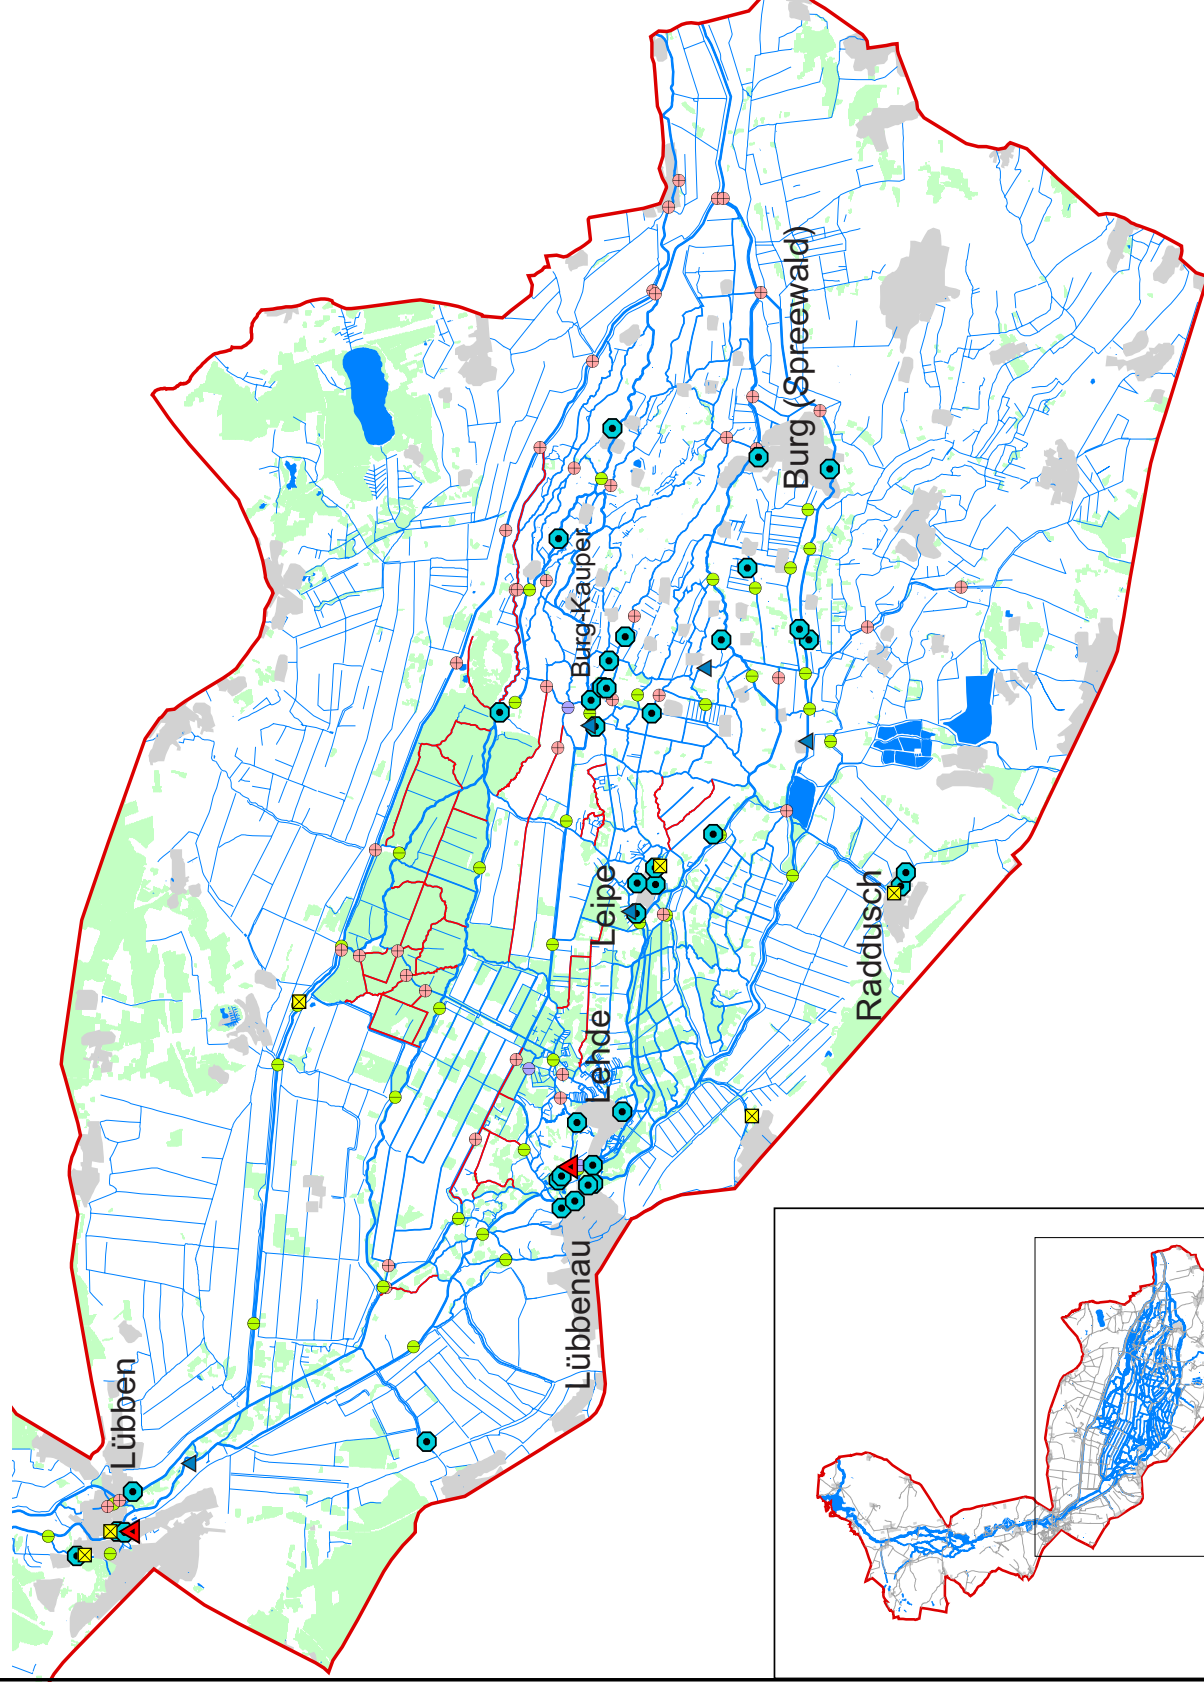 Lübben
Lübbenau
Lehde
Leipe
Burg-Kauper
Burg (Spreewald)
Raddusch